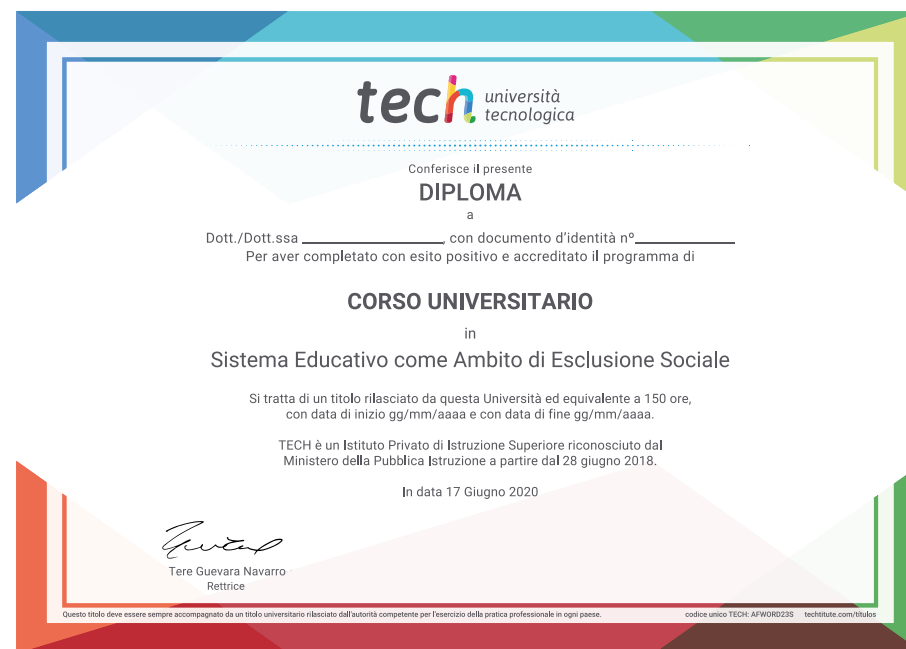 tech università
tecnologica
Conferisce il presente
DIPLOMA
a
Dott./Dott.ssa ____________________, con documento d'identità nº______________
Per aver completato con esito positivo e accreditato il programma di
CORSO UNIVERSITARIO
in
Sistema Educativo come Ambito di Esclusione Sociale
Si tratta di un titolo rilasciato da questa Università ed equivalente a 150 ore,
con data di inizio gg/mm/aaaa e con data di fine gg/mm/aaaa.
TECH è un Istituto Privato di Istruzione Superiore riconosciuto dal
Ministero della Pubblica Istruzione a partire dal 28 giugno 2018.
In data 17 Giugno 2020
Tere Guevara Navarro
Rettrice
Questo titolo deve essere sempre accompagnato da un titolo universitario rilasciato dall'autorità competente per l'esercizio della pratica professionale in ogni paese. codice unico TECH: AFWORD23S techtitute.com/títulos